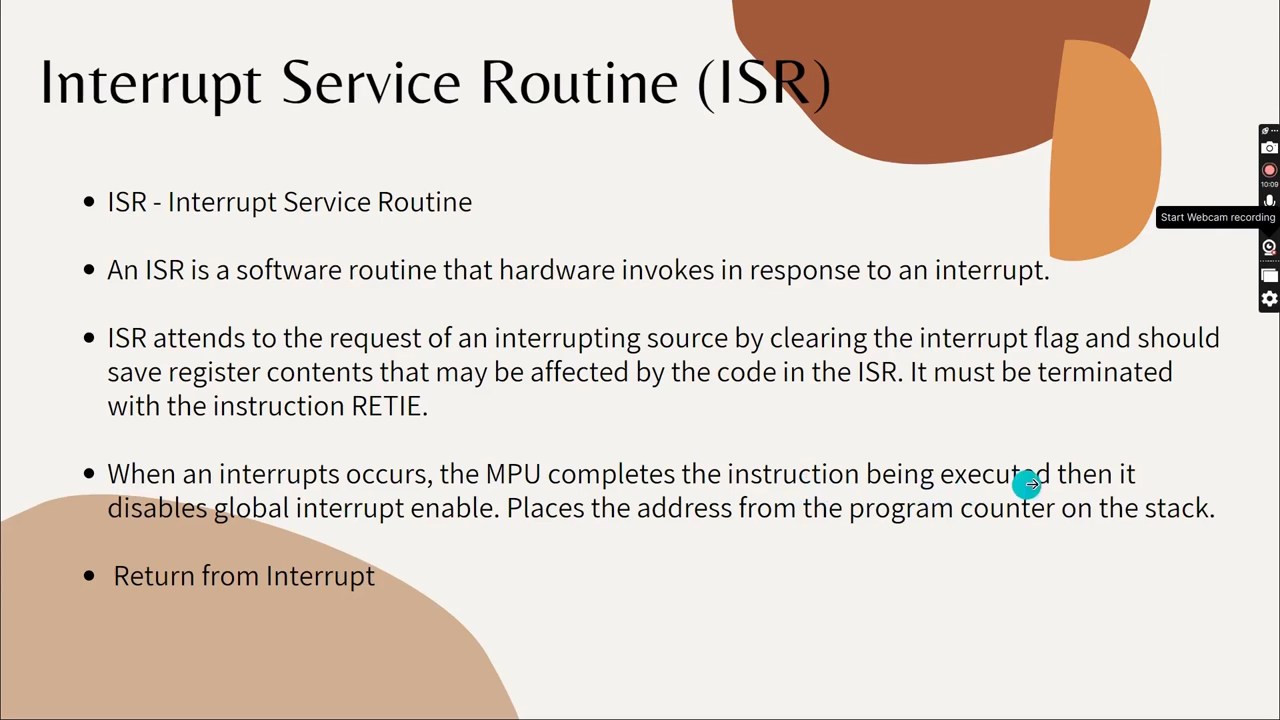 Interrupt Service Routine (ISR)
• ISR - Interrupt Service Routine
• An ISR is a software routine that hardware invokes in response to an interrupt.
• ISR attends to the request of an interrupting source by clearing the interrupt flag and should
save register contents that may be affected by the code in the ISR. It must be terminated
with the instruction RETIE.
• When an interrupts occurs, the MPU completes the instruction being executed then it
disables global interrupt enable. Places the address from the program counter on the stack.
• Return from Interrupt
10:09
Start Webcam recording